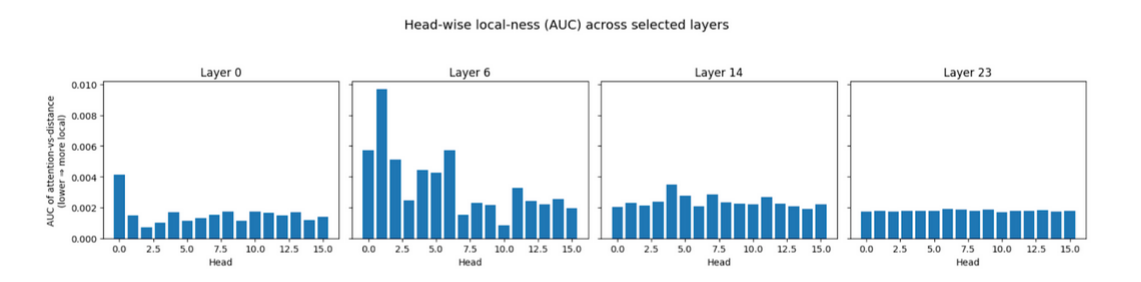 Head-wise local-ness (AUC) across selected layers
Layer 0
Layer 6
Layer 14
Layer 23
AUC of attention-vs-distance
(lower → more local)
0.010
0.008
0.006
0.004
0.002
0.000
0.0 2.5 5.0 7.5 10.0 12.5 15.0
0.0 2.5 5.0 7.5 10.0 12.5 15.0
0.0 2.5 5.0 7.5 10.0 12.5 15.0
0.0 2.5 5.0 7.5 10.0 12.5 15.0
Head
Head
Head
Head